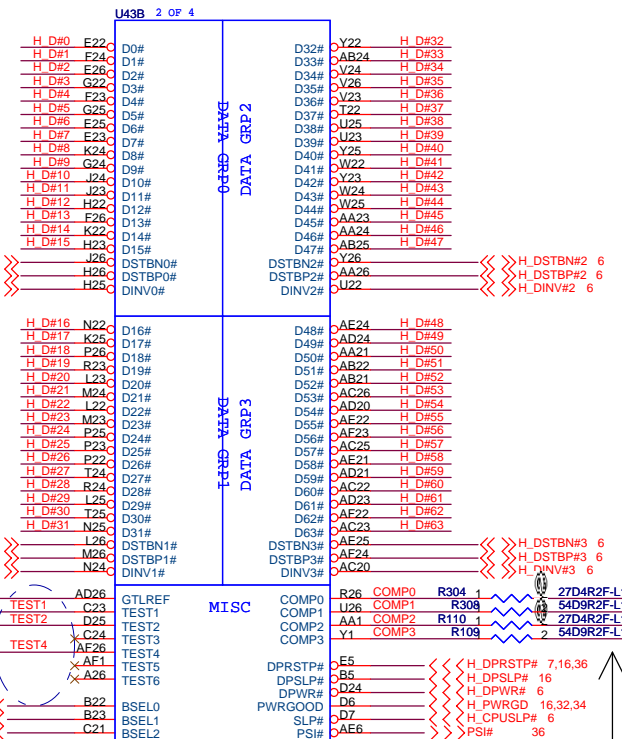 U43B 2 OF 4
H_D#0 E22 D0# D32# Y22 H_D#32
H_D#1 F24 D1# D33# AB24 H_D#33
H_D#2 E26 D2# D34# V24 H_D#34
H_D#3 G22 D3# D35# V26 H_D#35
H_D#4 F23 D4# D36# V23 H_D#36
H_D#5 G25 D5# D37# T22 H_D#37
H_D#6 E25 D6# D38# U25 H_D#38
H_D#7 E23 D7# D39# U23 H_D#39
H_D#8 K24 D8# D40# Y25 H_D#40
H_D#9 G24 D9# D41# W22 H_D#41
H_D#10 J24 D10# D42# Y23 H_D#42
H_D#11 J23 D11# D43# W24 H_D#43
H_D#12 H22 D12# D44# W25 H_D#44
H_D#13 F26 D13# D45# AA23 H_D#45
H_D#14 K22 D14# D46# AA24 H_D#46
H_D#15 H23 D15# D47# AB25 H_D#47
J26 DSTBN0# DSTBN2# Y26 H_DSTBN#2 6
H26 DSTBP0# DSTBP2# AA26 H_DSTBP#2 6
H25 DINV0# DINV2# U22 H_DINV#2 6
DATA GRP0
DATA GRP2
H_D#16 N22 D16# D48# AE24 H_D#48
H_D#17 K25 D17# D49# AD24 H_D#49
H_D#18 P26 D18# D50# AA21 H_D#50
H_D#19 R23 D19# D51# AB22 H_D#51
H_D#20 L23 D20# D52# AB21 H_D#52
H_D#21 M24 D21# D53# AC26 H_D#53
H_D#22 L22 D22# D54# AD20 H_D#54
H_D#23 M23 D23# D55# AE22 H_D#55
H_D#24 P25 D24# D56# AF23 H_D#56
H_D#25 P23 D25# D57# AC25 H_D#57
H_D#26 P22 D26# D58# AE21 H_D#58
H_D#27 T24 D27# D59# AD21 H_D#59
H_D#28 R24 D28# D60# AC22 H_D#60
H_D#29 L25 D29# D61# AD23 H_D#61
H_D#30 T25 D30# D62# AF22 H_D#62
H_D#31 N25 D31# D63# AC23 H_D#63
L26 DSTBN1# DSTBN3# AE25 H_DSTBN#3 6
M26 DSTBP1# DSTBP3# AF24 H_DSTBP#3 6
N24 DINV1# DINV3# AC20 H_DINV#3 6
DATA GRP1
DATA GRP3
MISC
AD26 GTLREF COMP0 R26 COMP0 R304 1 27D4R2F-L1
TEST1 C23 TEST1 COMP1 U26 COMP1 R308 54D9R2F-L1
TEST2 D25 TEST2 COMP2 AA1 COMP2 R110 1 27D4R2F-L1
C24 TEST3 COMP3 Y1 COMP3 R109 2 54D9R2F-L1
TEST4 AF26 TEST4
AF1 TEST5 DPRSTP# E5 H_DPRSTP# 7,16,36
A26 TEST6 DPSLP# B5 H_DPSLP# 16
DPWR# D24 H_DPWR# 6
B22 BSEL0 PWRGOOD D6 H_PWRGD 16,32,34
B23 BSEL1 SLP# D7 H_CPUSLP# 6
C21 BSEL2 PSI# AE6 PSI# 36